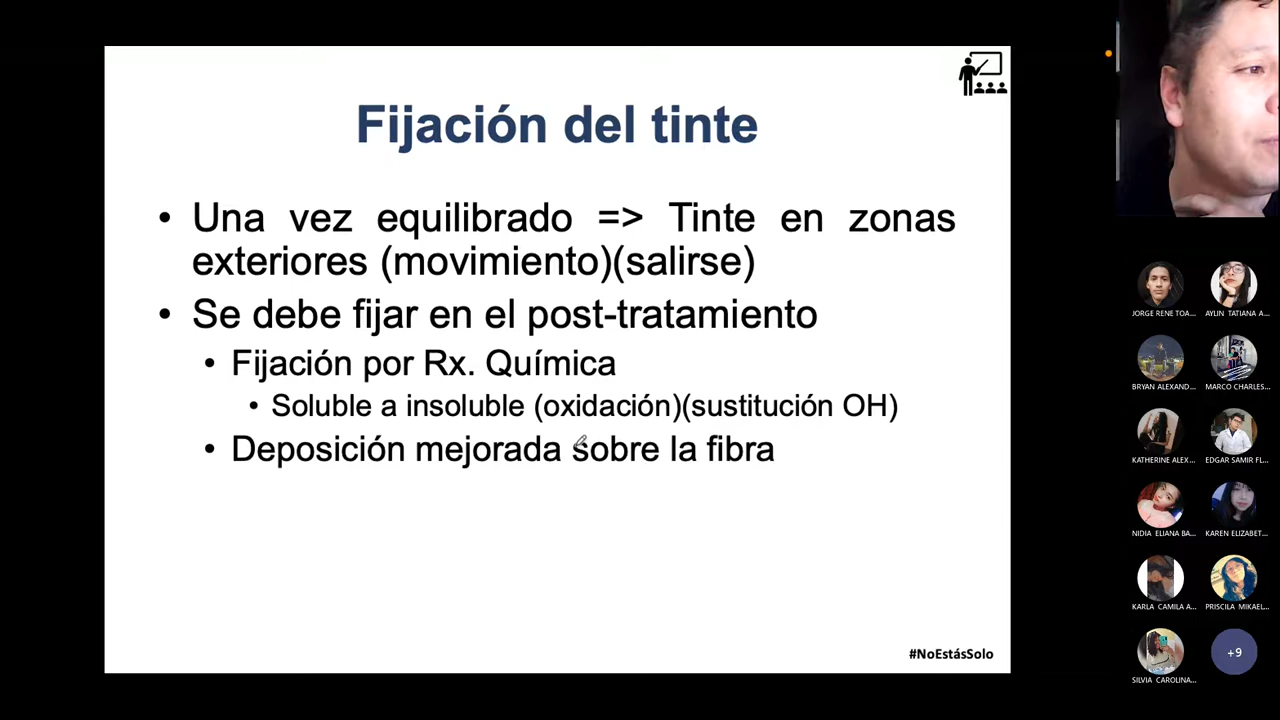 Fijación del tinte
• Una vez equilibrado => Tinte en zonas
exteriores (movimiento)(salirse)
• Se debe fijar en el post-tratamiento
• Fijación por Rx. Química
• Soluble a insoluble (oxidación)(sustitución OH)
• Deposición mejorada sobre la fibra
#NoEstásSolo
JORGE RENE TOA...
AYLIN TATIANA A...
BRYAN ALEXAND...
MARCO CHARLES...
KATHERINE ALEX...
EDGAR SAMIR FL...
NIDIA ELIANA BA...
KAREN ELIZABET...
KARLA CAMILA A...
PRISCILA MIKAEL...
SILVIA CAROLINA...
+9